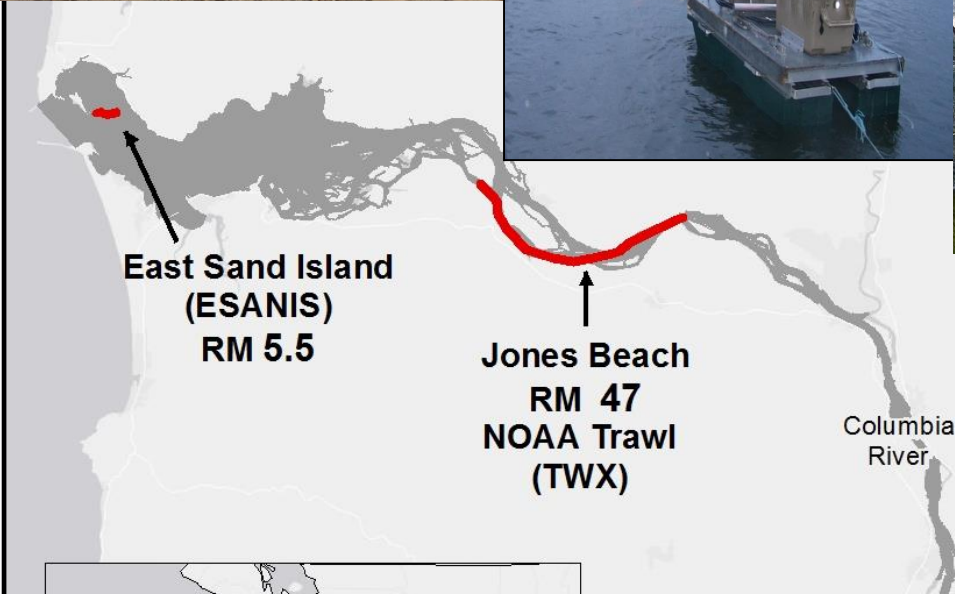 East Sand Island
(ESANIS)
RM 5.5
Jones Beach
RM 47
NOAA Trawl
(TWX)
Columbia
River